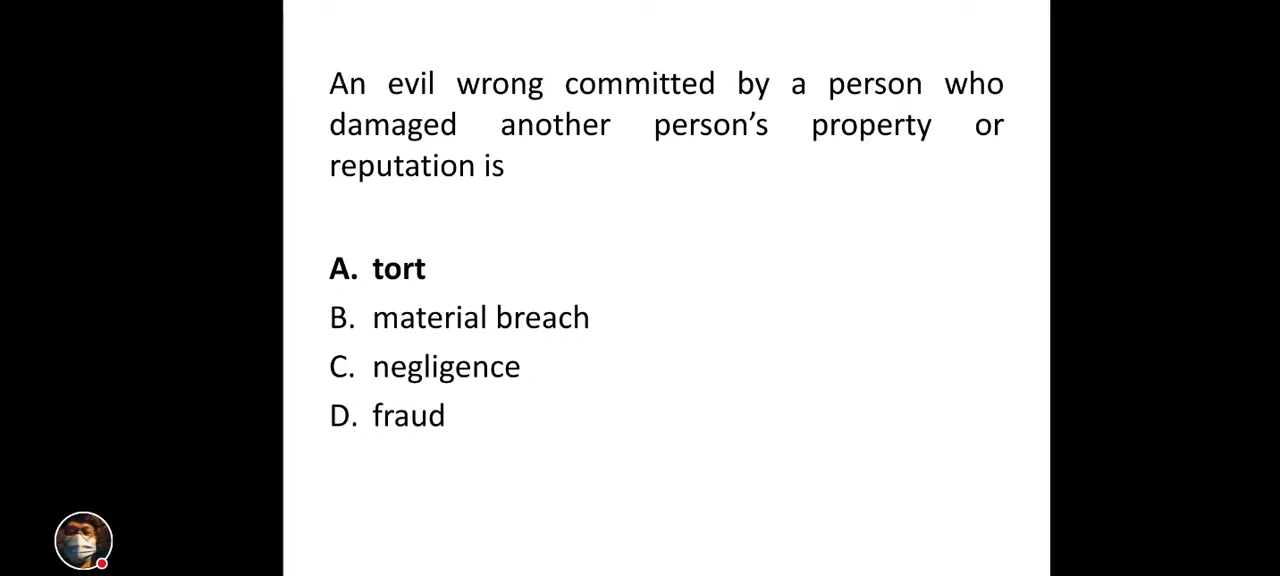 An evil wrong committed by a person who
damaged another person’s property or
reputation is
A. tort
B. material breach
C. negligence
D. fraud